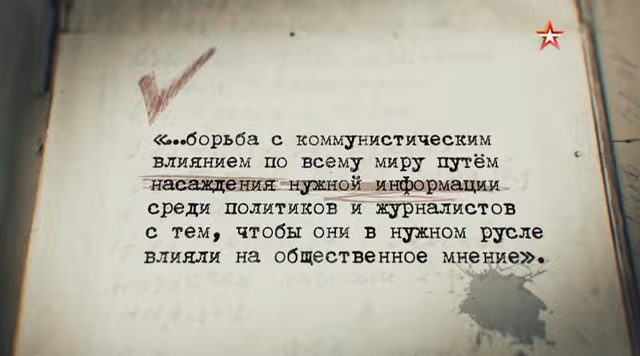 «...борьба с коммунистическим
влиянием по всему миру путём
насаждения нужной информации
среди политиков и журналистов
с тем, чтобы они в нужном русле
влияли на общественное мнение».